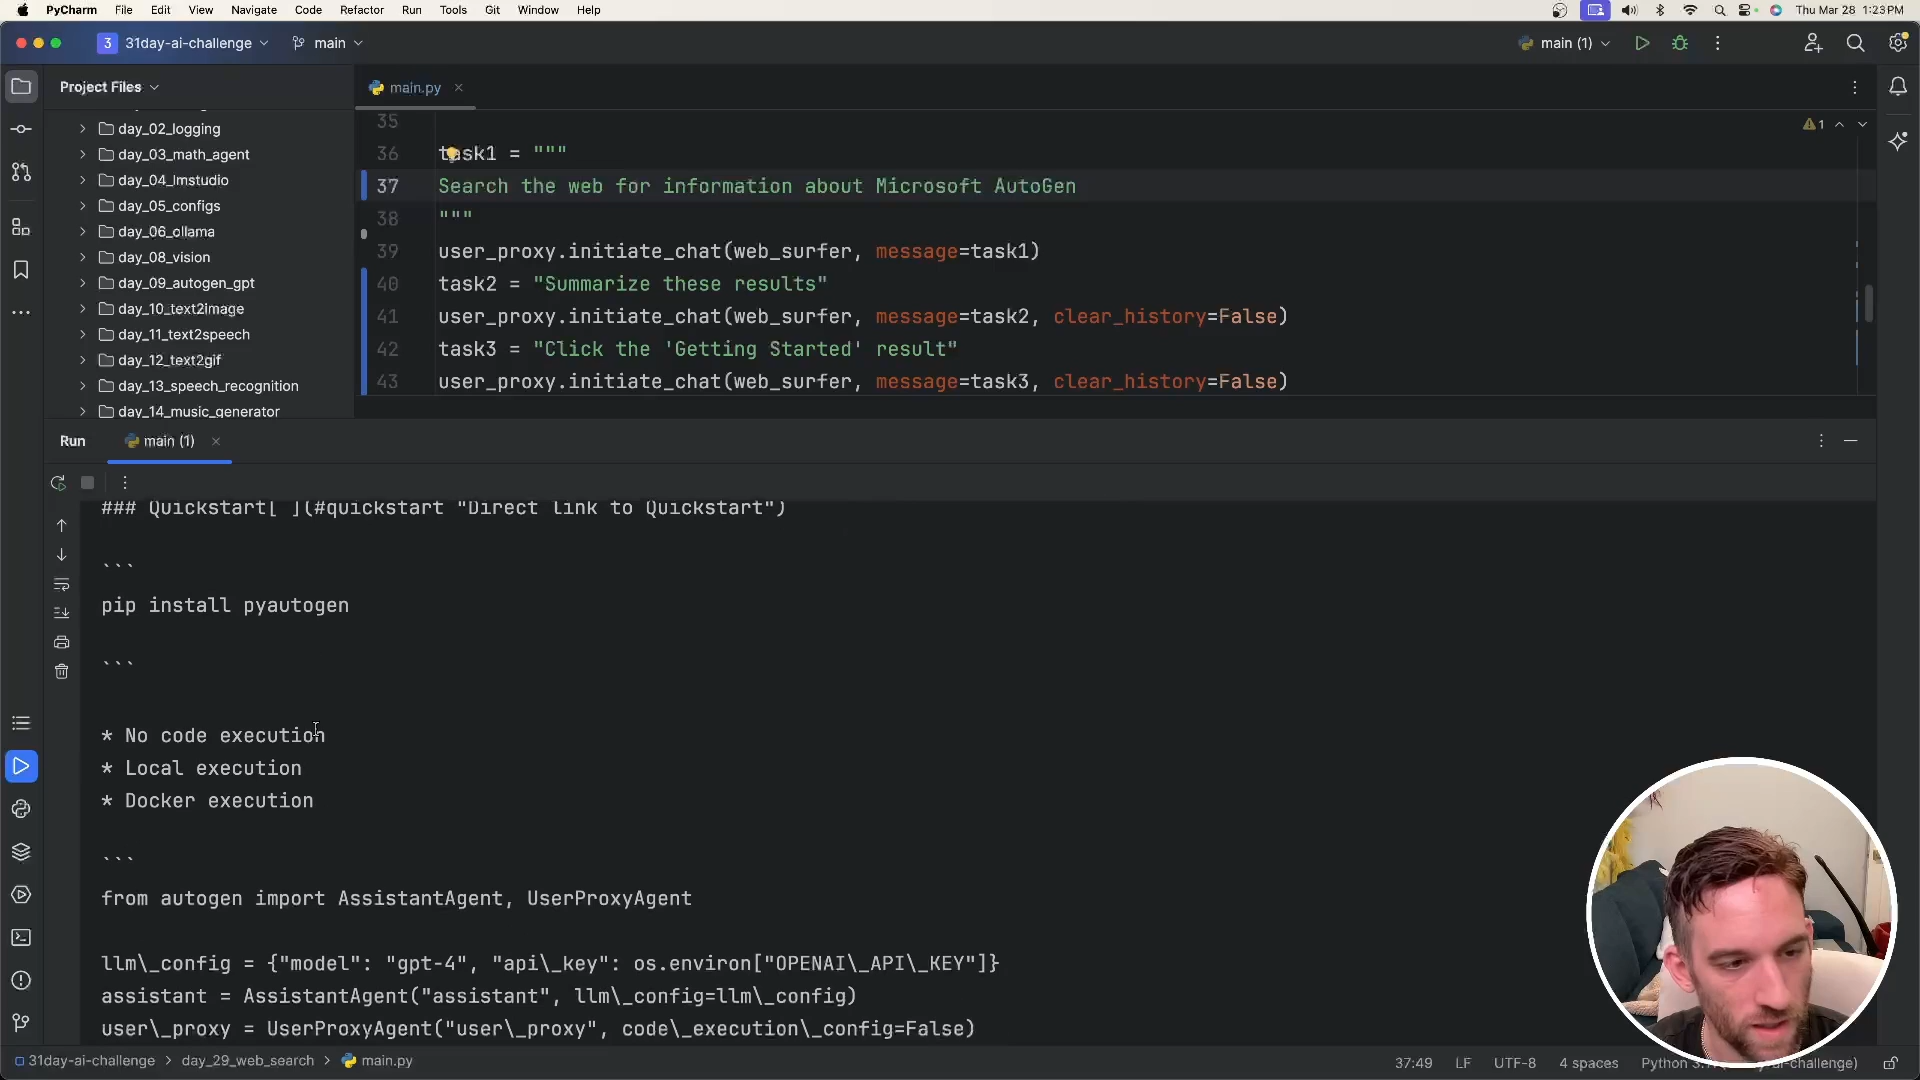 PyCharm File Edit View Navigate Code Refactor Run Tools Git Window Help Thu Mar 28 1:23 PM
3 31day-ai-challenge main main (1)
Project Files
main.py
day_02_logging
day_03_math_agent
day_04_lmstudio
day_05_configs
day_06_ollama
day_08_vision
day_09_autogen_gpt
day_10_text2image
day_11_text2speech
day_12_text2gif
day_13_speech_recognition
day_14_music_generator
1
35
36 task1 = """
37 Search the web for information about Microsoft AutoGen
38 """
39 user_proxy.initiate_chat(web_surfer, message=task1)
40 task2 = "Summarize these results"
41 user_proxy.initiate_chat(web_surfer, message=task2, clear_history=False)
42 task3 = "Click the 'Getting Started' result"
43 user_proxy.initiate_chat(web_surfer, message=task3, clear_history=False)
Run main (1)
### Quickstart[ ](#quickstart "Direct link to Quickstart")
```
pip install pyautogen
```
* No code execution
* Local execution
* Docker execution
```
from autogen import AssistantAgent, UserProxyAgent
llm\_config = {"model": "gpt-4", "api\_key": os.environ["OPENAI\_API\_KEY"]}
assistant = AssistantAgent("assistant", llm\_config=llm\_config)
user\_proxy = UserProxyAgent("user\_proxy", code\_execution\_config=False)
31day-ai-challenge > day_29_web_search > main.py
37:49 LF UTF-8 4 spaces Python ai-challenge)